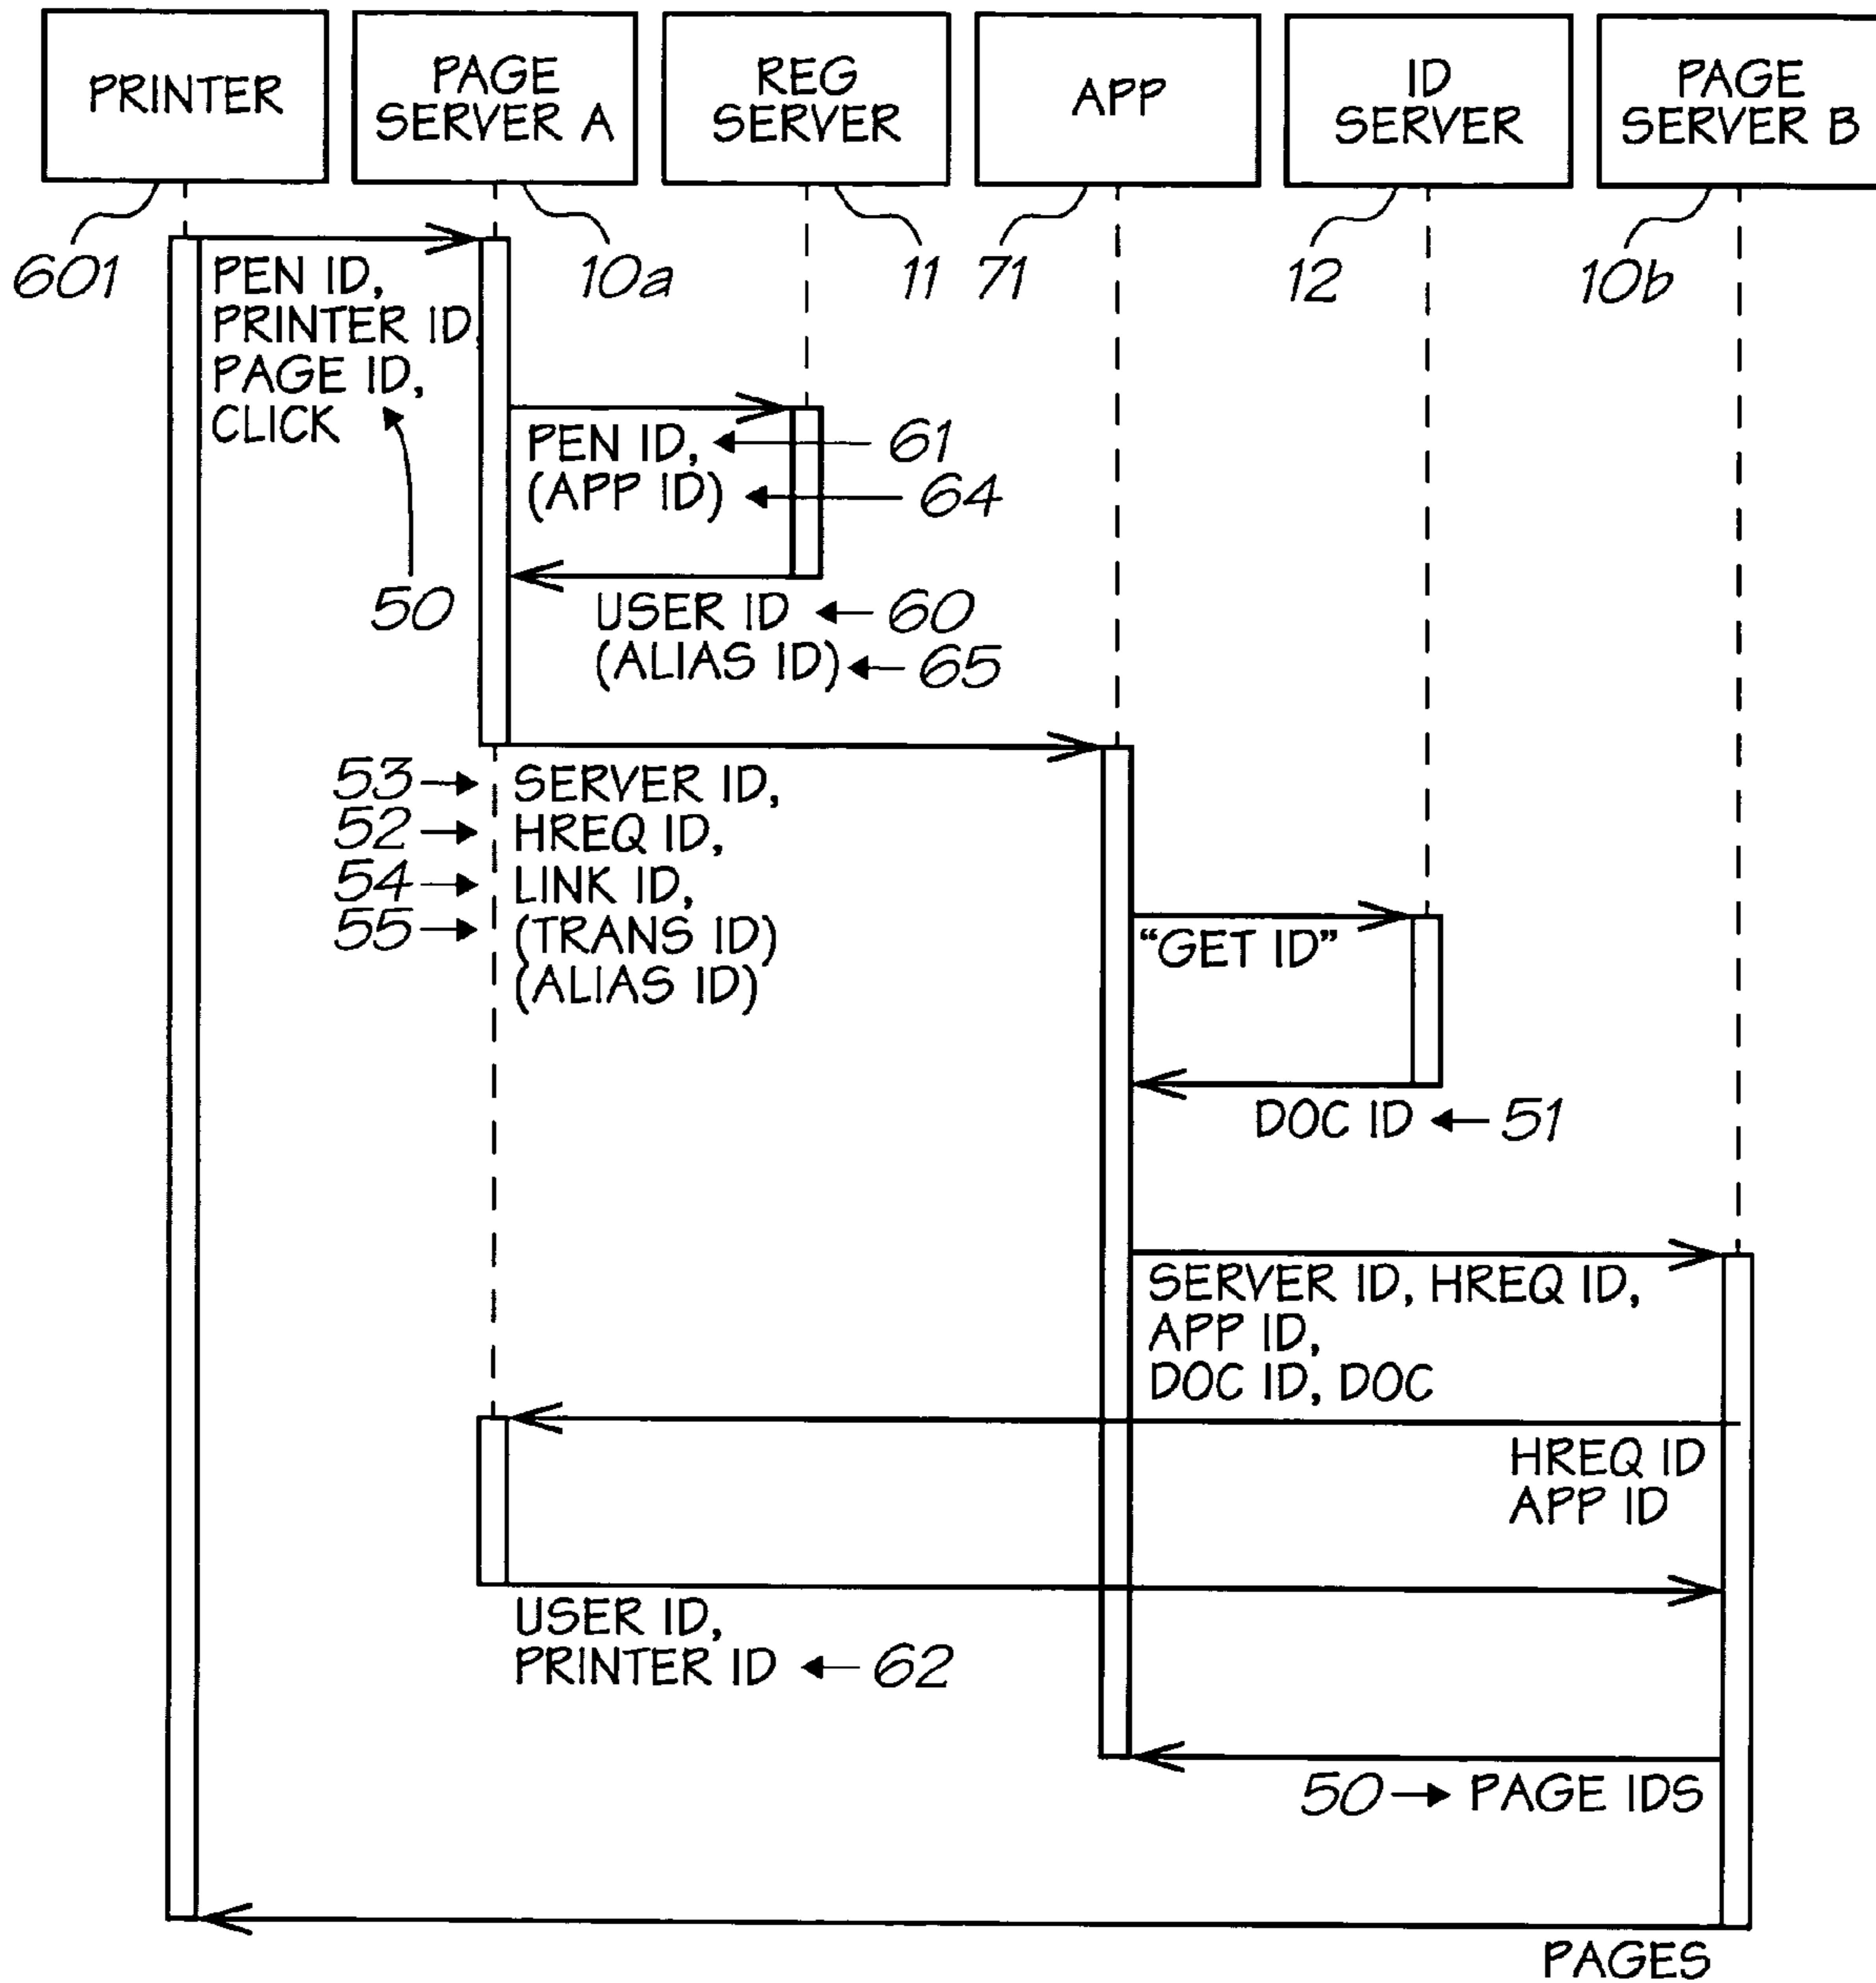 PRINTER
PAGE
SERVER A
REG
SERVER
APP
ID
SERVER
PAGE
SERVER B
601
10a
11
71
12
10b
PEN ID,
PRINTER ID
PAGE ID,
CLICK
50
PEN ID,
61
(APP ID)
64
USER ID
60
(ALIAS ID)
65
53
SERVER ID,
52
HREQ ID,
54
LINK ID,
55
(TRANS ID)
(ALIAS ID)
“GET ID”
DOC ID
51
SERVER ID, HREQ ID,
APP ID,
DOC ID, DOC
HREQ ID
APP ID
USER ID,
PRINTER ID
62
50
PAGE IDS
PAGES